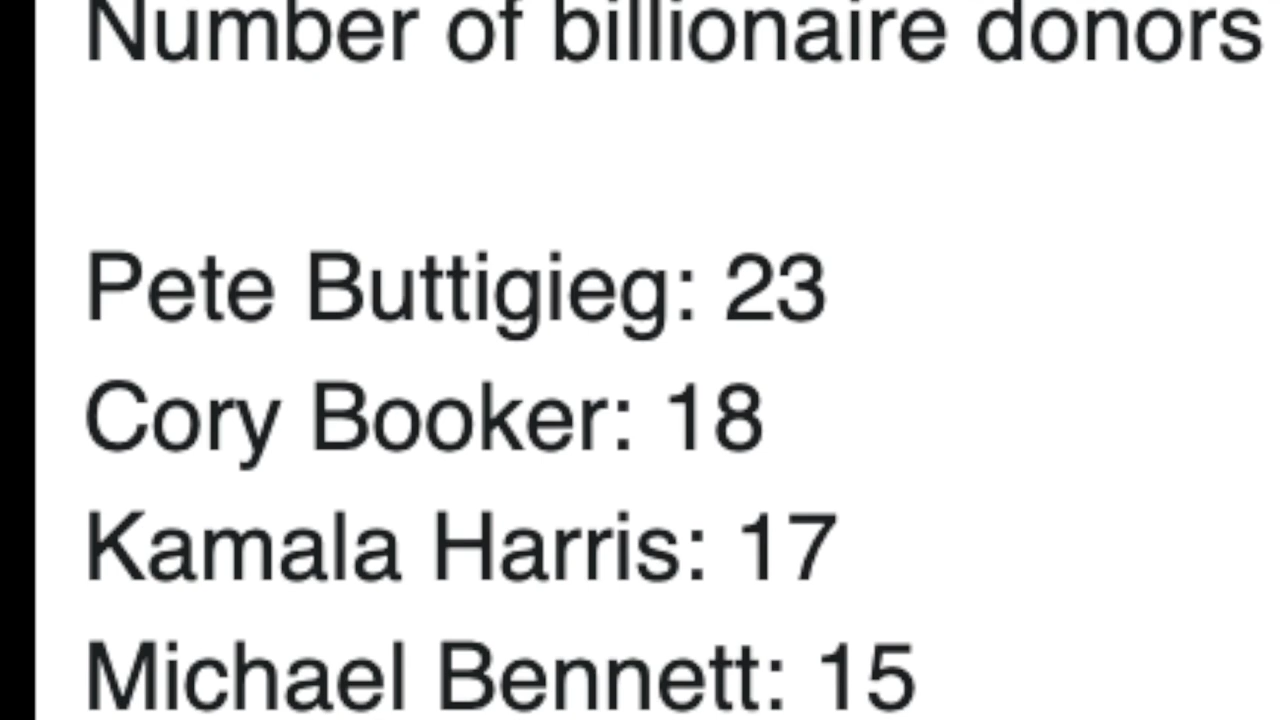 Number of billionaire donors
Pete Buttigieg: 23
Cory Booker: 18
Kamala Harris: 17
Michael Bennett: 15